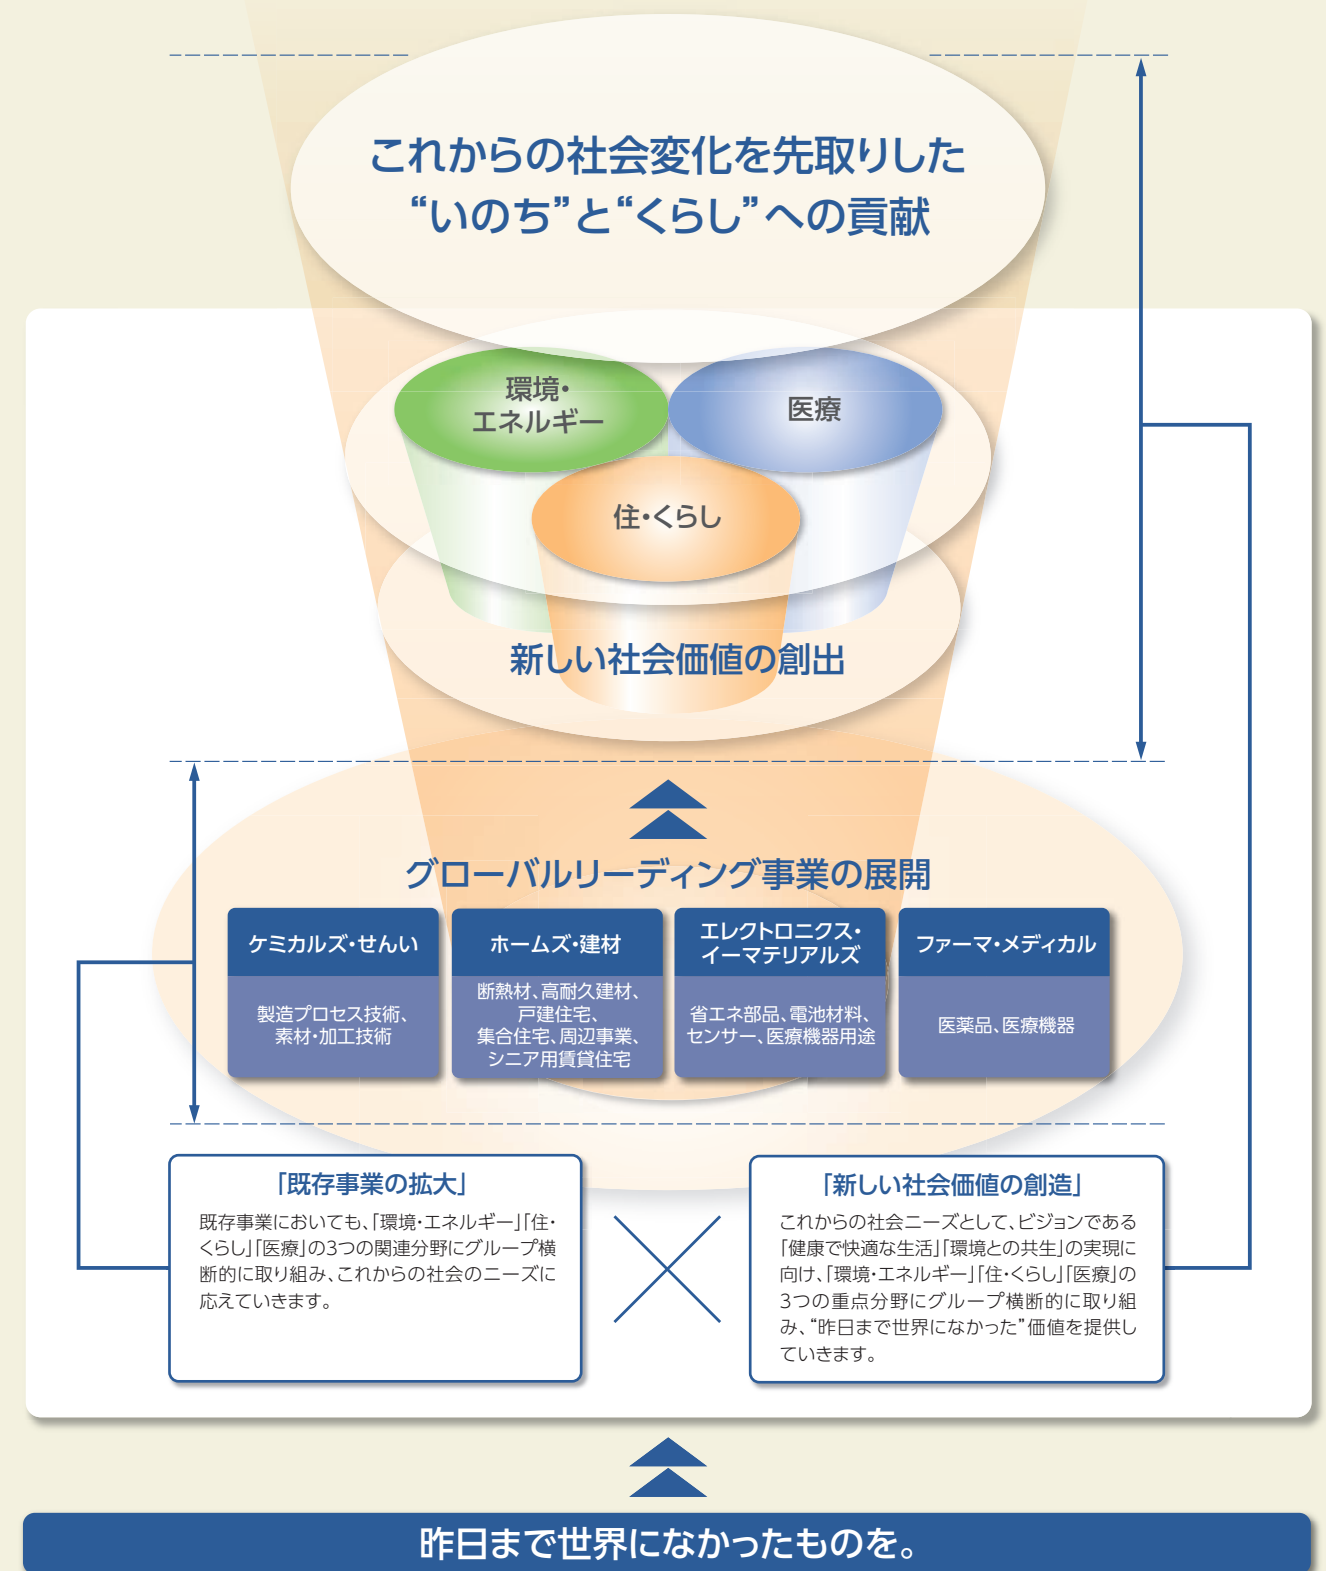 これからの社会変化を先取りした
“いのち”と“くらし”への貢献
環境・
エネルギー
医療
住・くらし
新しい社会価値の創出
グローバルリーディング事業の展開
ケミカルズ・せんい
製造プロセス技術、
素材・加工技術
ホームズ・建材
断熱材、高耐久建材、
戸建住宅、
集合住宅、周辺事業、
シニア用賃貸住宅
エレクトロニクス・
イーマテリアルズ
省エネ部品、電池材料、
センサー、医療機器用途
ファーマ・メディカル
医薬品、医療機器
「既存事業の拡大」
既存事業においても、「環境・エネルギー」「住・
くらし」「医療」の3つの関連分野にグループ横
断的に取り組み、これからの社会のニーズに
応えていきます。
「新しい社会価値の創造」
これからの社会ニーズとして、ビジョンである
「健康で快適な生活」「環境との共生」の実現に
向け、「環境・エネルギー」「住・くらし」「医療」の
3つの重点分野にグループ横断的に取り組
み、“昨日まで世界になかった”価値を提供し
ていきます。
昨日まで世界になかったものを。